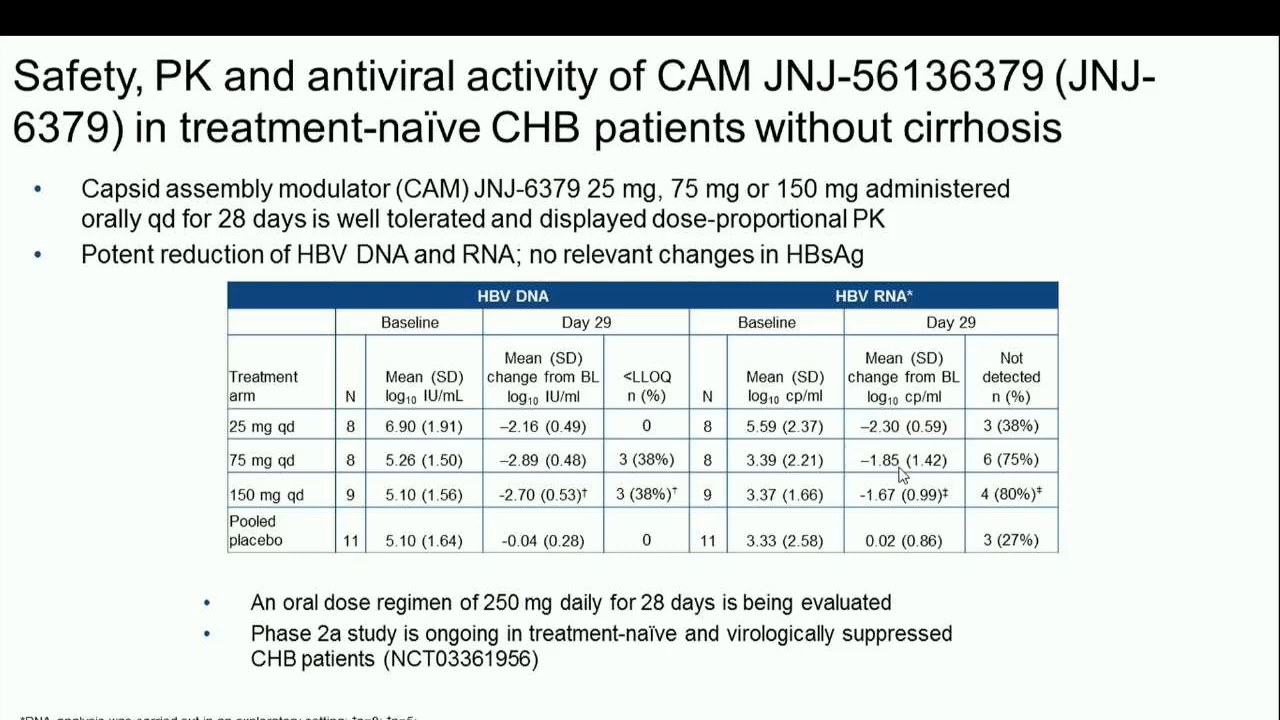 Safety, PK and antiviral activity of CAM JNJ-56136379 (JNJ-
6379) in treatment-naïve CHB patients without cirrhosis
• Capsid assembly modulator (CAM) JNJ-6379 25 mg, 75 mg or 150 mg administered
orally qd for 28 days is well tolerated and displayed dose-proportional PK
• Potent reduction of HBV DNA and RNA; no relevant changes in HBsAg
HBV DNA HBV RNA*
Baseline Day 29 Baseline Day 29
Treatment arm N Mean (SD) log₁₀ IU/mL Mean (SD) change from BL log₁₀ IU/ml <LLOQ n (%) N Mean (SD) log₁₀ cp/ml Mean (SD) change from BL log₁₀ cp/ml Not detected n (%)
25 mg qd 8 6.90 (1.91) –2.16 (0.49) 0 8 5.59 (2.37) –2.30 (0.59) 3 (38%)
75 mg qd 8 5.26 (1.50) –2.89 (0.48) 3 (38%) 8 3.39 (2.21) –1.85 (1.42) 6 (75%)
150 mg qd 9 5.10 (1.56) -2.70 (0.53)† 3 (38%)† 9 3.37 (1.66) -1.67 (0.99)‡ 4 (80%)‡
Pooled placebo 11 5.10 (1.64) -0.04 (0.28) 0 11 3.33 (2.58) 0.02 (0.86) 3 (27%)
• An oral dose regimen of 250 mg daily for 28 days is being evaluated
• Phase 2a study is ongoing in treatment-naïve and virologically suppressed
CHB patients (NCT03361956)